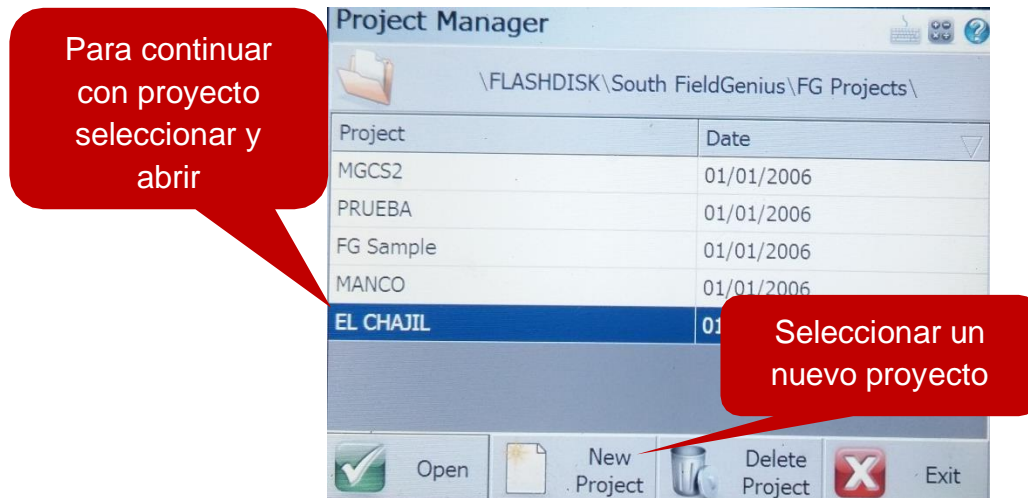 Para continuar
con proyecto
seleccionar y
abrir
Project Manager
\FLASHDISK\South FieldGenius\FG Projects\
Project Date
MGCS2 01/01/2006
PRUEBA 01/01/2006
FG Sample 01/01/2006
MANCO 01/01/2006
EL CHAJIL
Seleccionar un
nuevo proyecto
Open
New
Project
Delete
Project
Exit